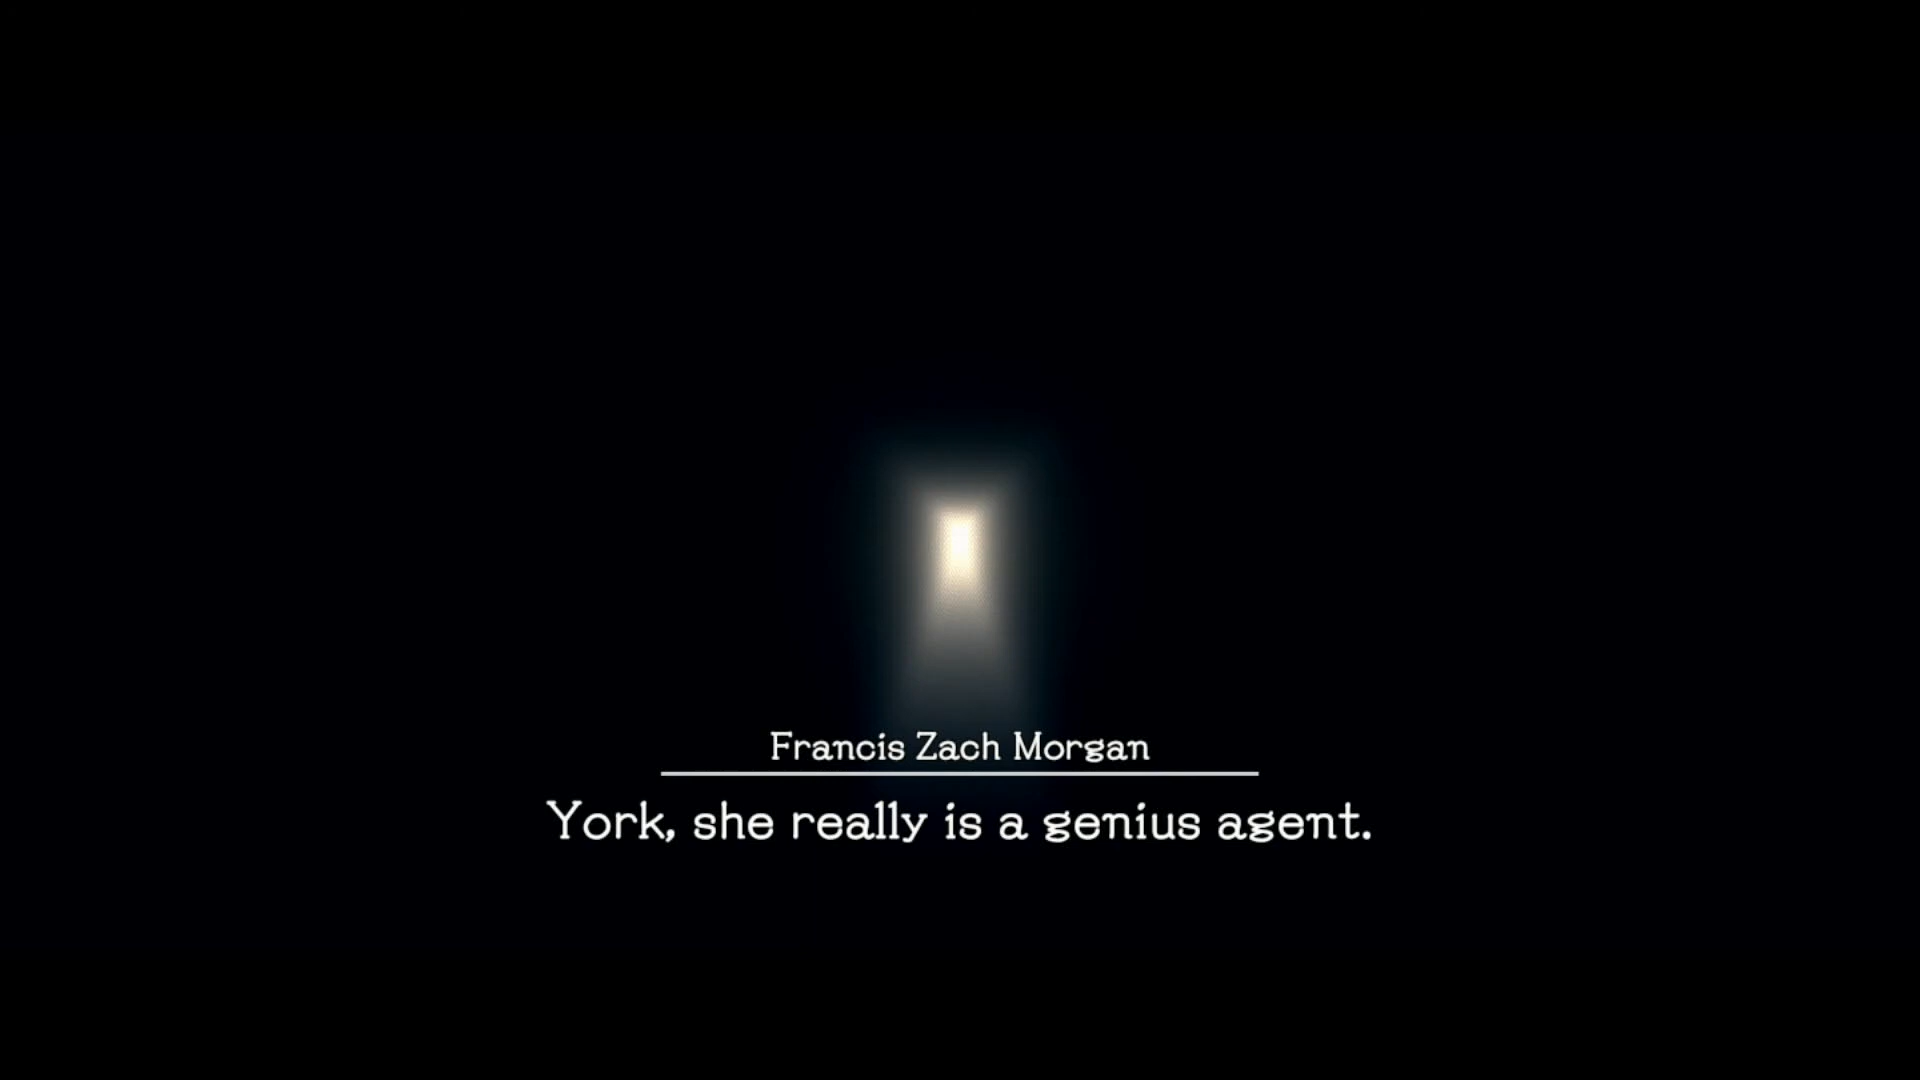 Francis Zach Morgan
York, she really is a genius agent.